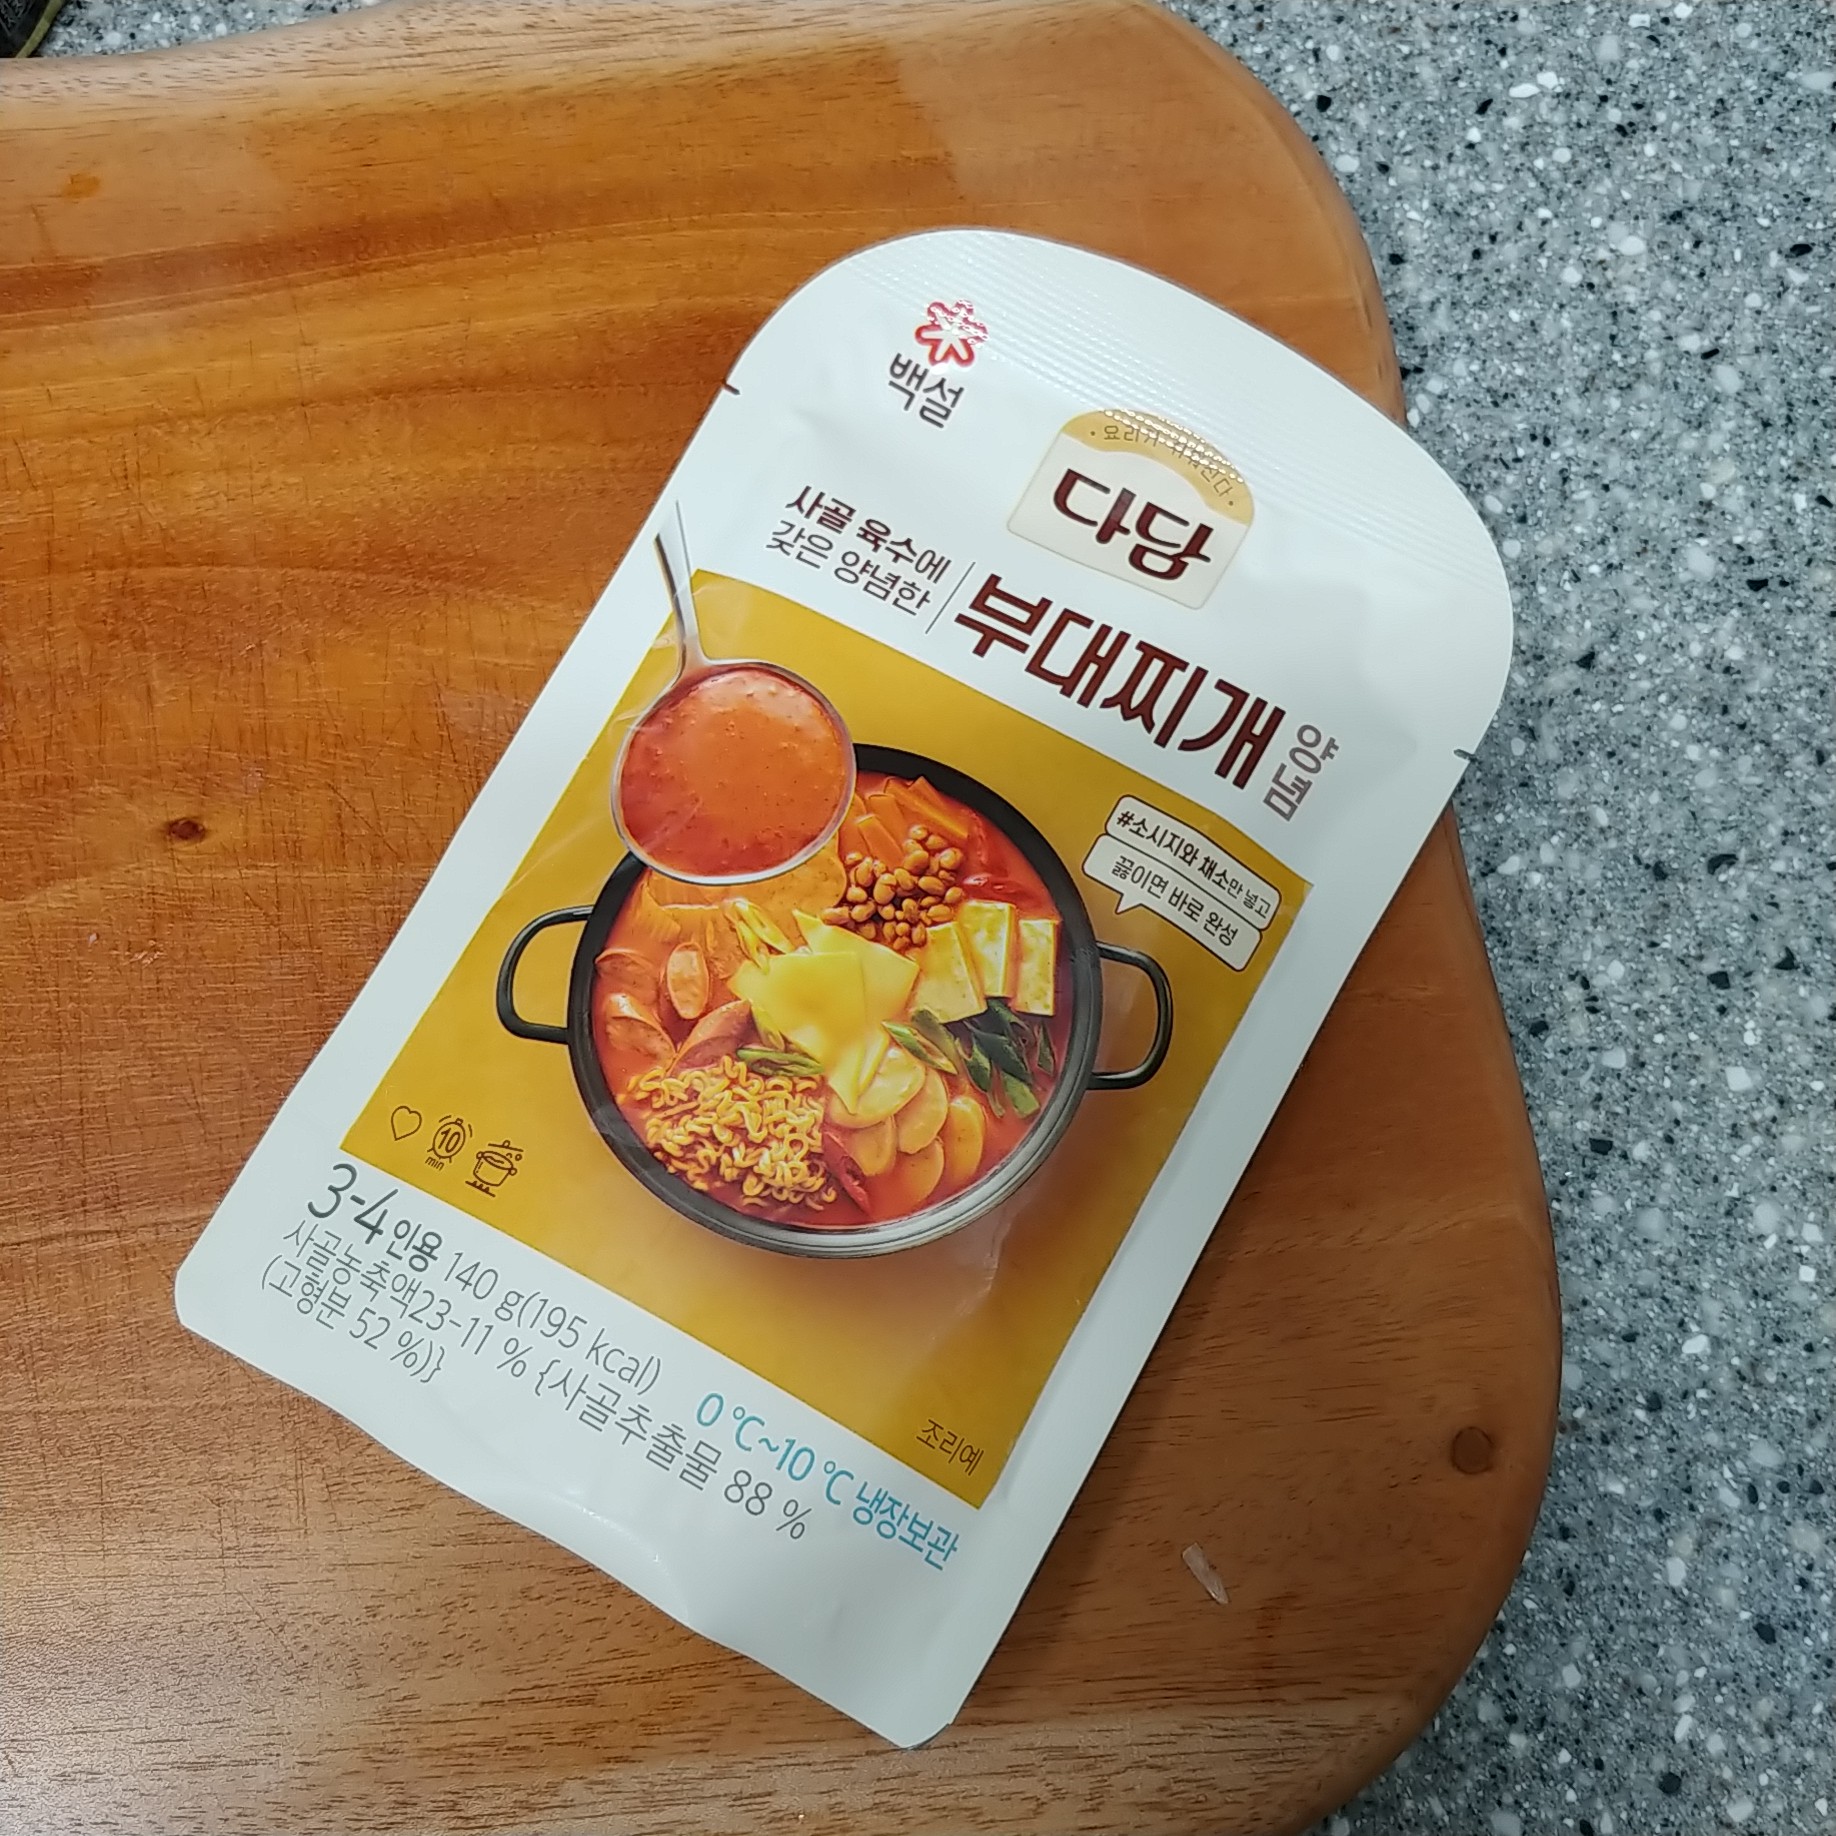 백설
다담
사골 육수에
갖은 양념한
부대찌개
양념
#소시지와 채소만 넣고
끓이면 바로 완성
10
min
3-4인용 140 g(195 kcal)
사골농축액23-11 % {사골추출물 88 %
(고형분 52 %)}
0 ℃~10 ℃ 냉장보관
조리예